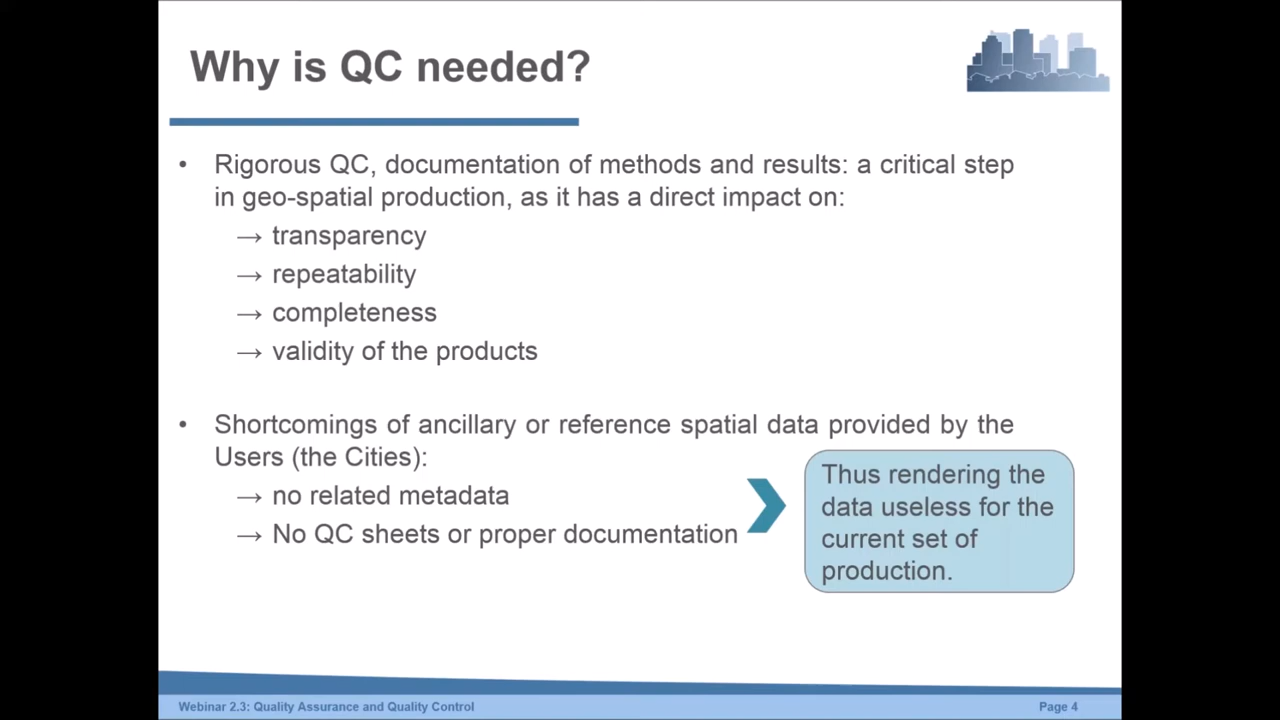 Why is QC needed?
• Rigorous QC, documentation of methods and results: a critical step
in geo-spatial production, as it has a direct impact on:
→ transparency
→ repeatability
→ completeness
→ validity of the products
• Shortcomings of ancillary or reference spatial data provided by the
Users (the Cities):
→ no related metadata
→ No QC sheets or proper documentation
Thus rendering the
data useless for the
current set of
production.
Webinar 2.3: Quality Assurance and Quality Control
Page 4